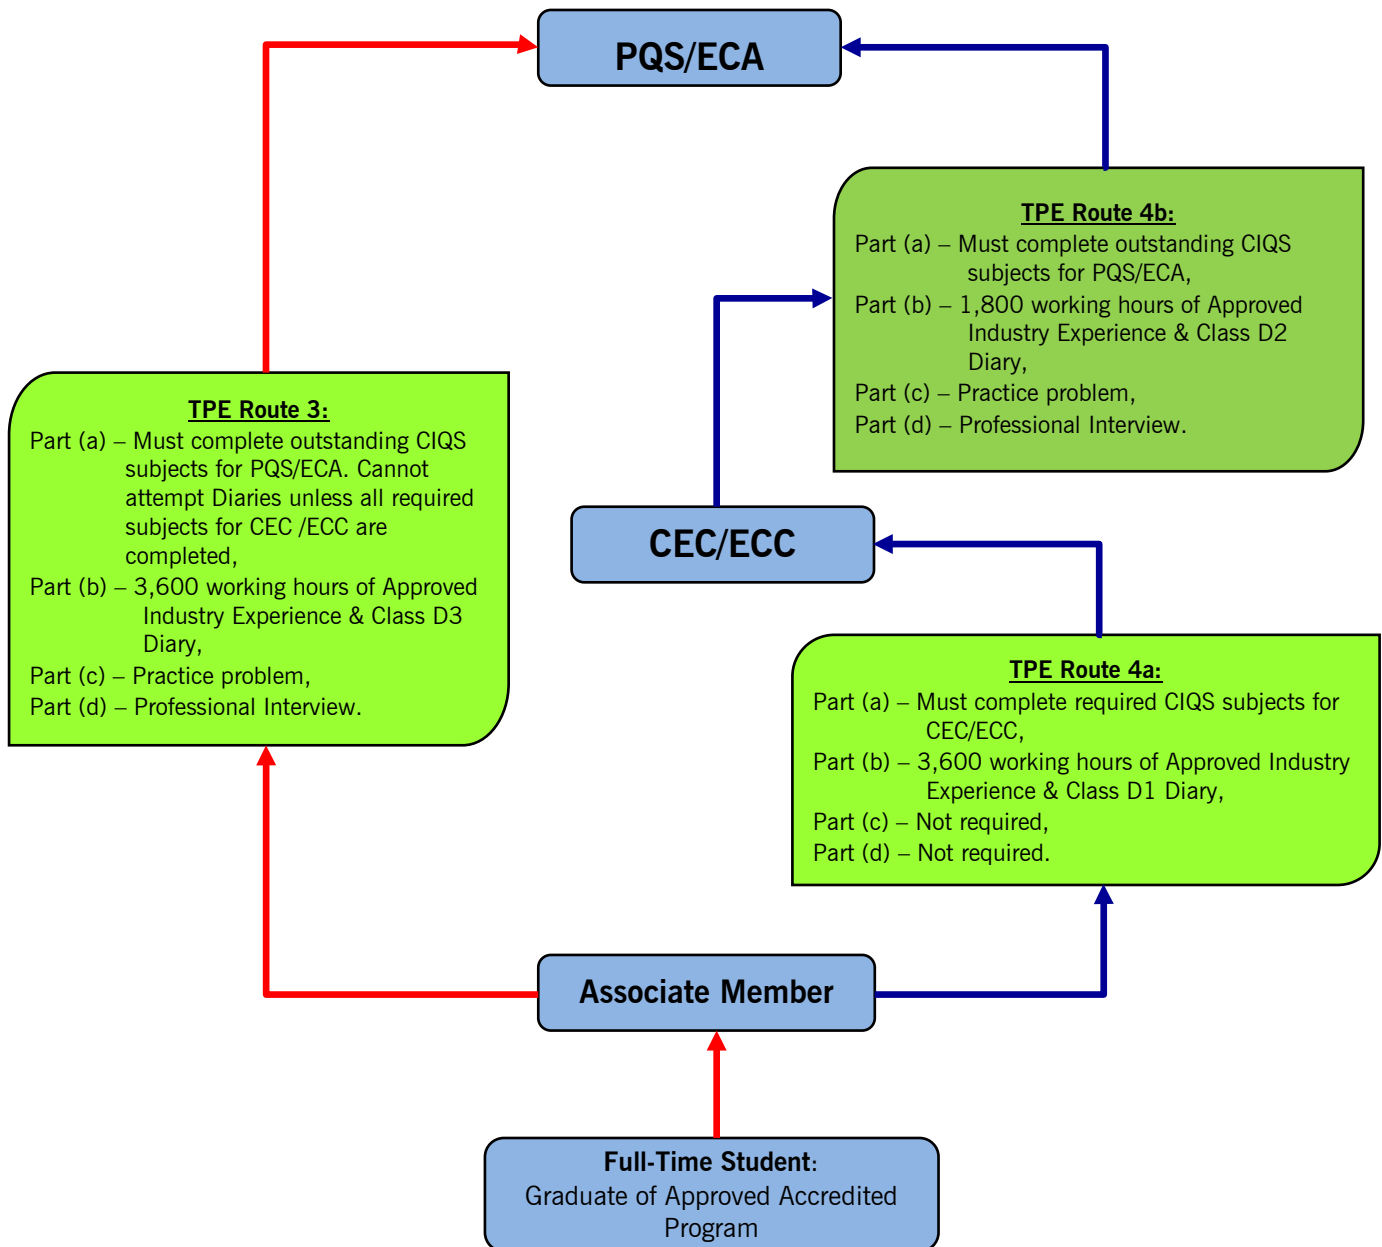 PQS/ECA
TPE Route 4b:
Part (a) – Must complete outstanding CIQS
subjects for PQS/ECA,
Part (b) – 1,800 working hours of Approved
Industry Experience & Class D2
Diary,
Part (c) – Practice problem,
Part (d) – Professional Interview.
TPE Route 3:
Part (a) – Must complete outstanding CIQS
subjects for PQS/ECA. Cannot
attempt Diaries unless all required
subjects for CEC /ECC are
completed,
Part (b) – 3,600 working hours of Approved
Industry Experience & Class D3
Diary,
Part (c) – Practice problem,
Part (d) – Professional Interview.
CEC/ECC
TPE Route 4a:
Part (a) – Must complete required CIQS subjects for
CEC/ECC,
Part (b) – 3,600 working hours of Approved Industry
Experience & Class D1 Diary,
Part (c) – Not required,
Part (d) – Not required.
Associate Member
Full-Time Student:
Graduate of Approved Accredited
Program